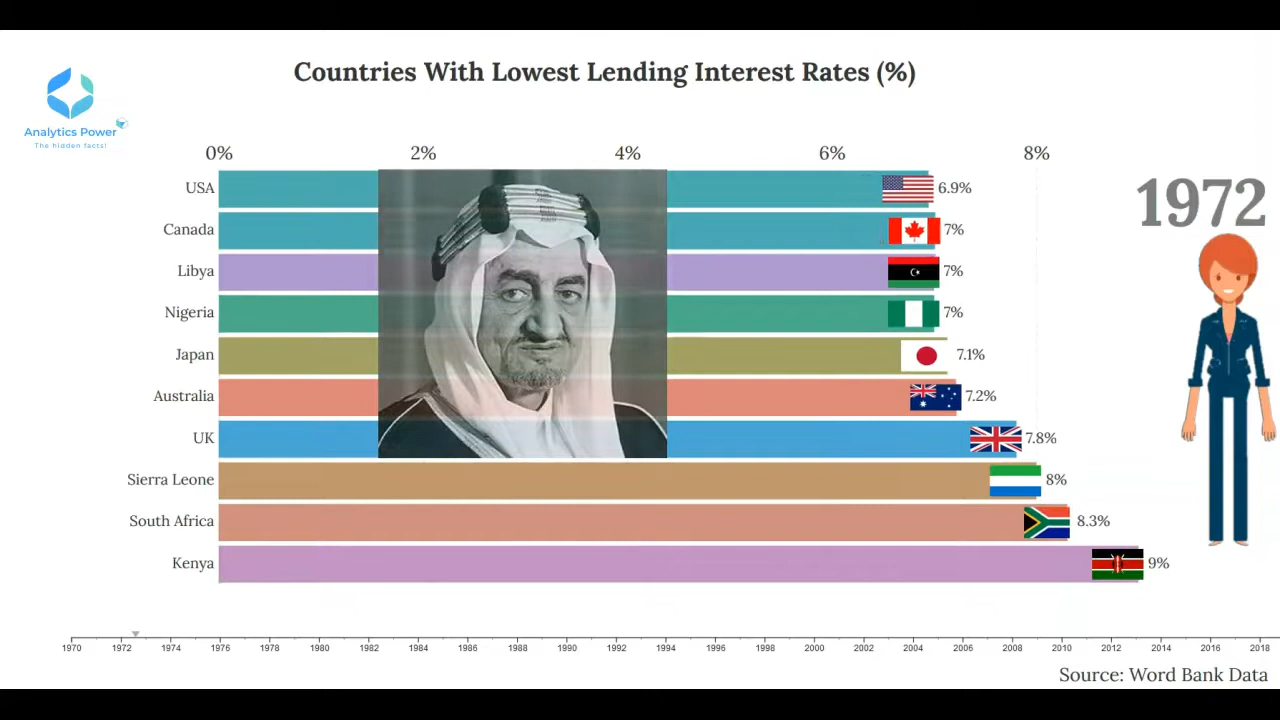 Countries With Lowest Lending Interest Rates (%)
Analytics Power
The hidden facts!
0% 2% 4% 6% 8%
1972
USA 6.9%
Canada 7%
Libya 7%
Nigeria 7%
Japan 7.1%
Australia 7.2%
UK 7.8%
Sierra Leone 8%
South Africa 8.3%
Kenya 9%
1970 1972 1974 1976 1978 1980 1982 1984 1986 1988 1990 1992 1994 1996 1998 2000 2002 2004 2006 2008 2010 2012 2014 2016 2018
Source: Word Bank Data